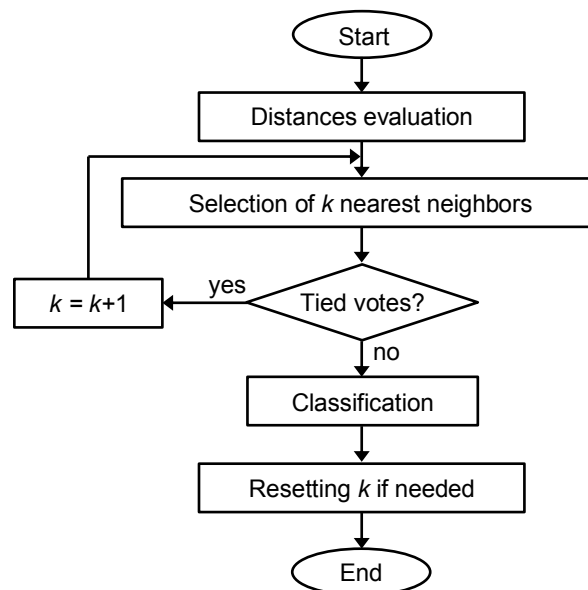 Start
Distances evaluation
Selection of k nearest neighbors
Tied votes?
yes
k = k+1
no
Classification
Resetting k if needed
End